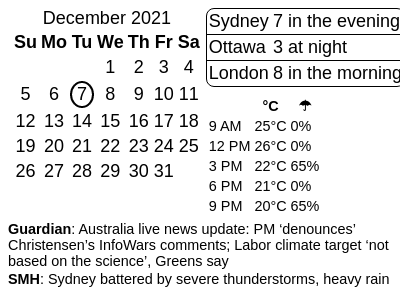 December 2021
Su Mo Tu We Th Fr Sa
1 2 3 4
5 6 7 8 9 10 11
12 13 14 15 16 17 18
19 20 21 22 23 24 25
26 27 28 29 30 31
Sydney 7 in the evening
Ottawa 3 at night
London 8 in the morning
°C ☂
9 AM 25°C 0%
12 PM 26°C 0%
3 PM 22°C 65%
6 PM 21°C 0%
9 PM 20°C 65%
Guardian: Australia live news update: PM ‘denounces’
Christensen’s InfoWars comments; Labor climate target ‘not
based on the science’, Greens say
SMH: Sydney battered by severe thunderstorms, heavy rain